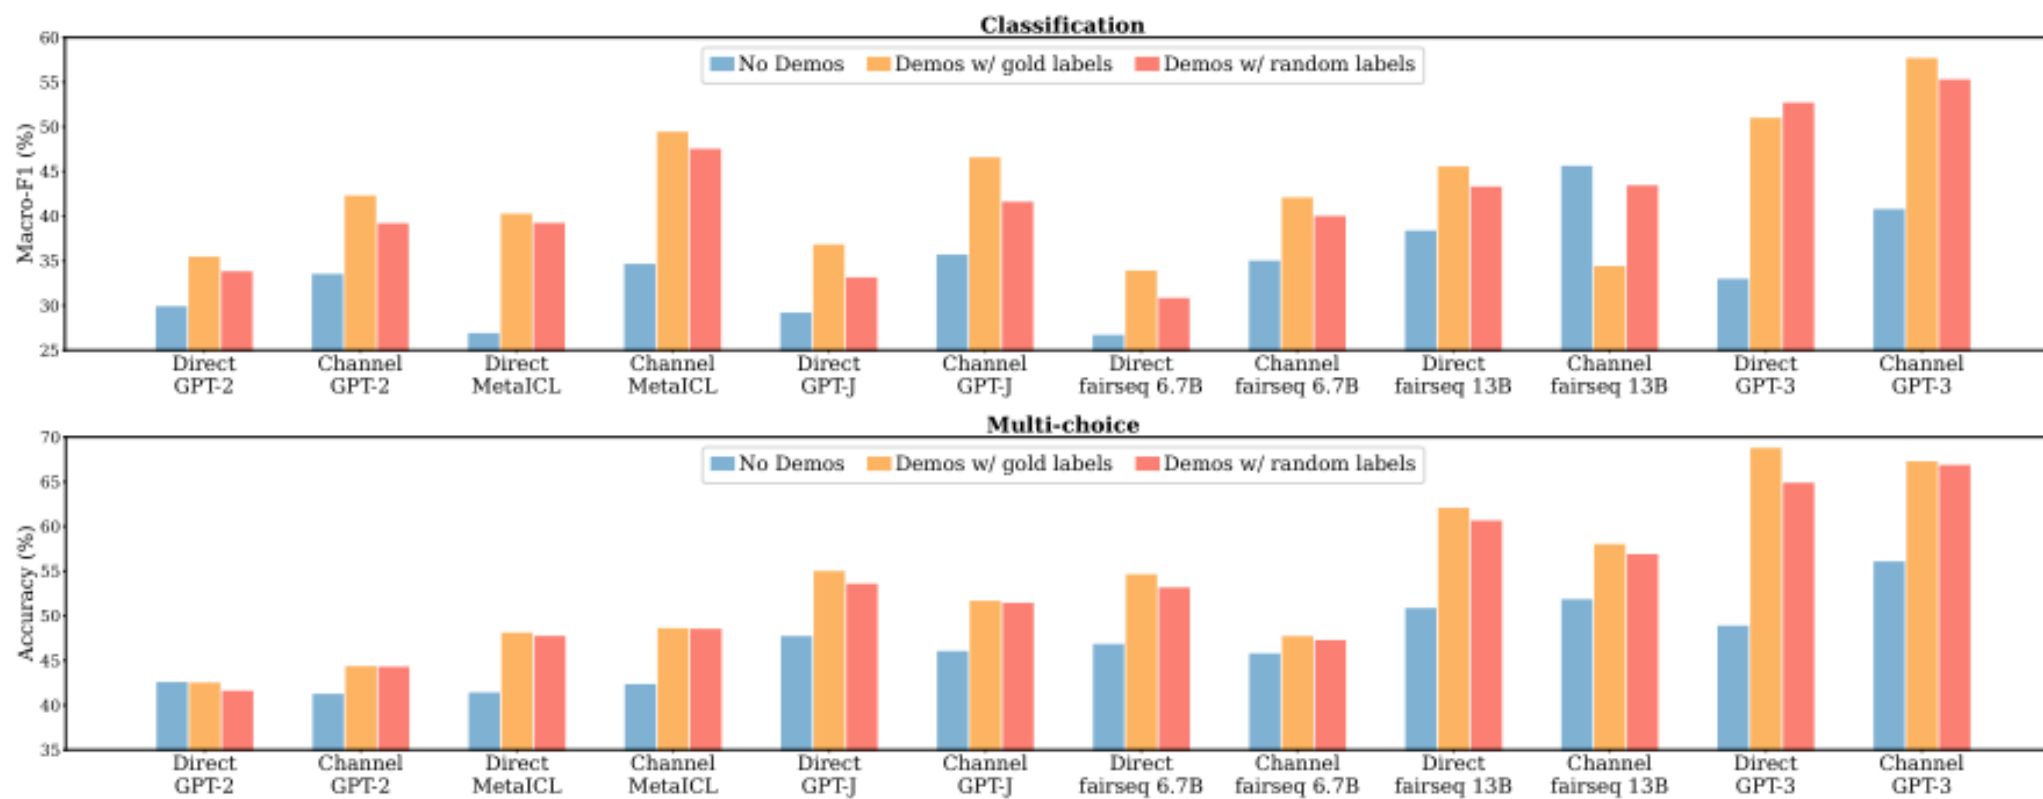 Classification
60
55
50
45
40
35
30
25
Macro-F1 (%)
No Demos Demos w/ gold labels Demos w/ random labels
Direct Channel Direct Channel Direct Channel Direct Channel Direct Channel Direct Channel
GPT-2 GPT-2 MetaICL MetaICL GPT-J GPT-J fairseq 6.7B fairseq 6.7B fairseq 13B fairseq 13B GPT-3 GPT-3
Multi-choice
70
65
60
55
50
45
40
35
Accuracy (%)
No Demos Demos w/ gold labels Demos w/ random labels
Direct Channel Direct Channel Direct Channel Direct Channel Direct Channel Direct Channel
GPT-2 GPT-2 MetaICL MetaICL GPT-J GPT-J fairseq 6.7B fairseq 6.7B fairseq 13B fairseq 13B GPT-3 GPT-3